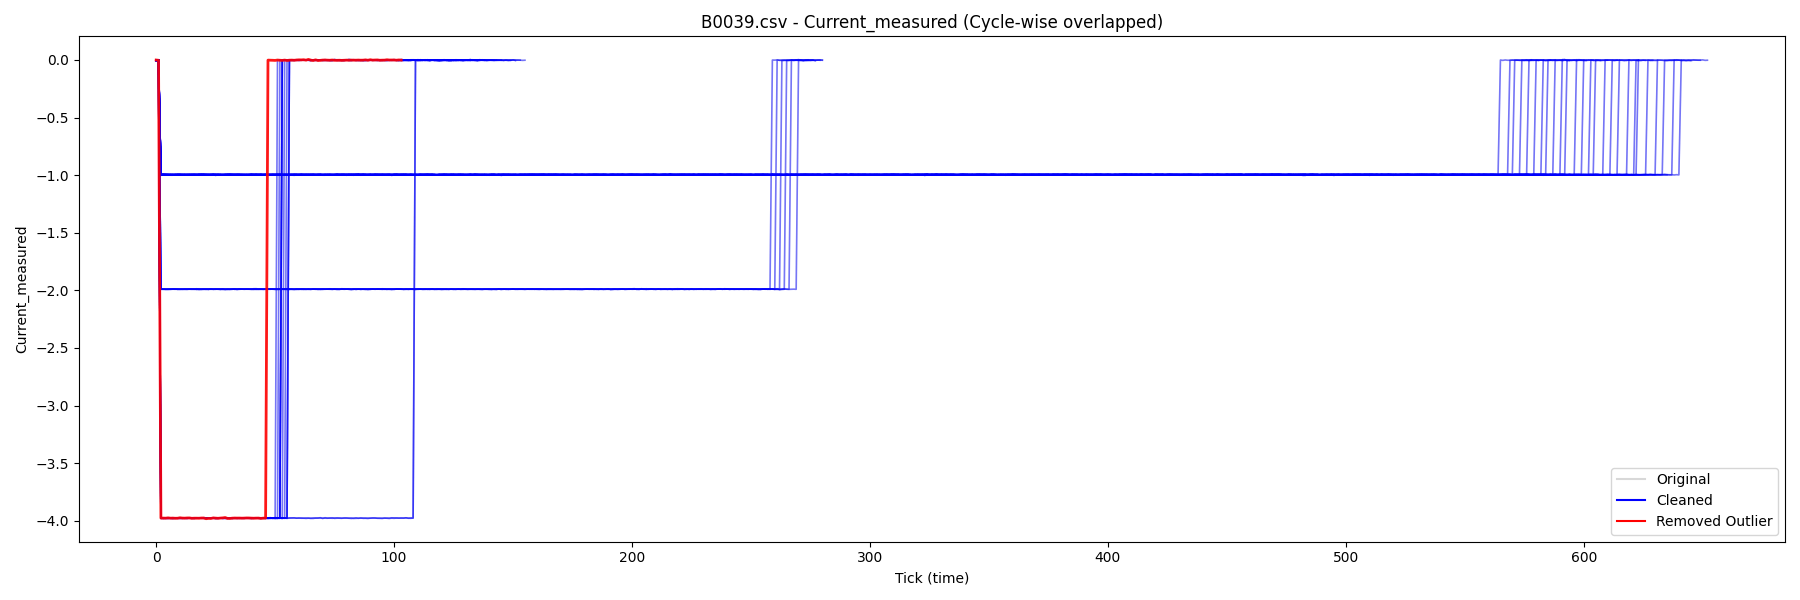 B0039.csv - Current_measured (Cycle-wise overlapped)
Current_measured
0.0
−0.5
−1.0
−1.5
−2.0
−2.5
−3.0
−3.5
−4.0
Original
Cleaned
Removed Outlier
0 100 200 300 400 500 600
Tick (time)